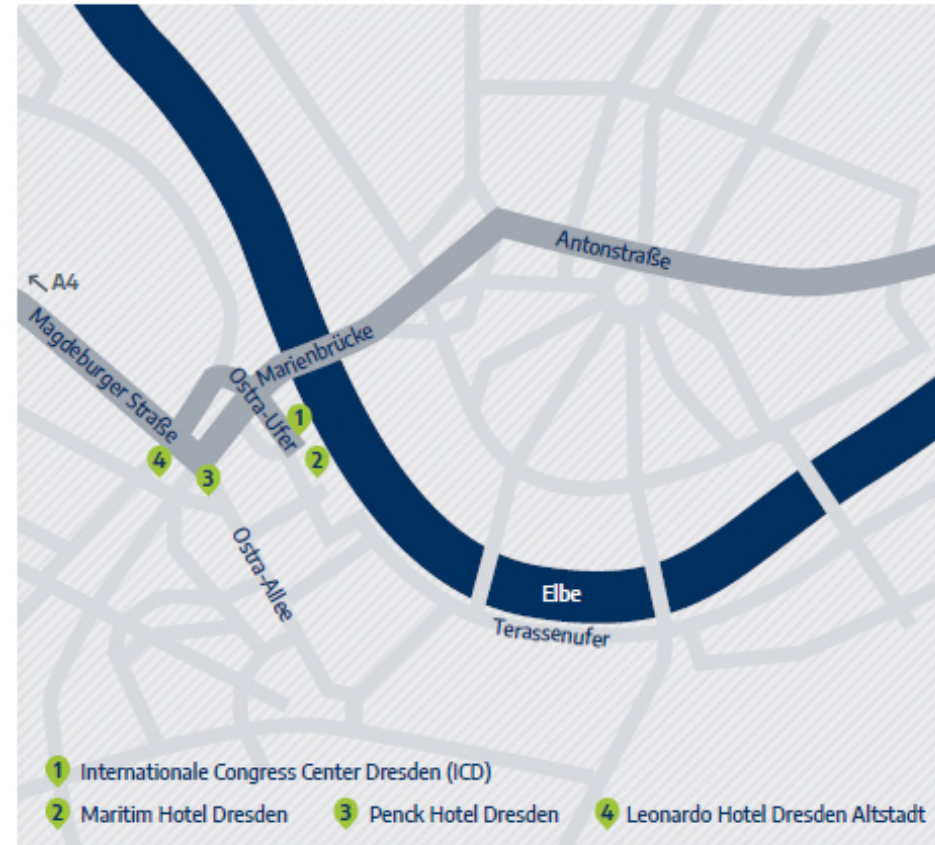 Antonstraße
↖ A4
Magdeburger Straße
Marienbrücke
Ostra-Ufer
1
2
4
3
Ostra-Allee
Elbe
Terassenufer
1 Internationale Congress Center Dresden (ICD)
2 Maritim Hotel Dresden 3 Penck Hotel Dresden 4 Leonardo Hotel Dresden Altstadt